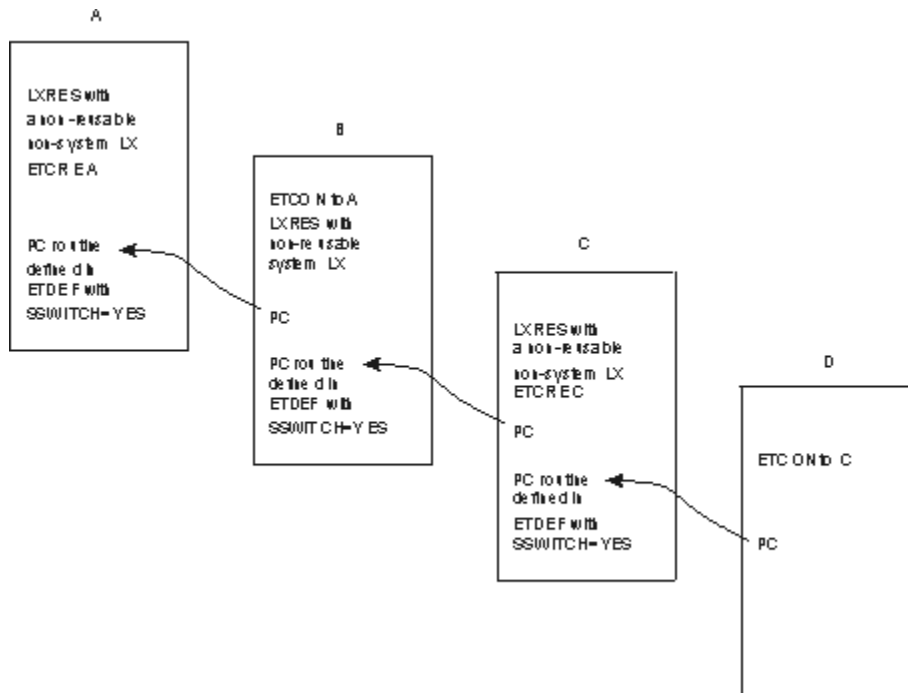 A
LXRES with
a non-reusable
non-system LX
ETCRE A
PC routine
defined in
ETDEF with
SSWITCH=YES
B
ETCON to A
LXRES with
non-reusable
system LX
PC
PC routine
defined in
ETDEF with
SSWITCH=YES
C
LXRES with
a non-reusable
non-system LX
ETCRE C
PC
PC routine
defined in
ETDEF with
SSWITCH=YES
D
ETCON to C
PC